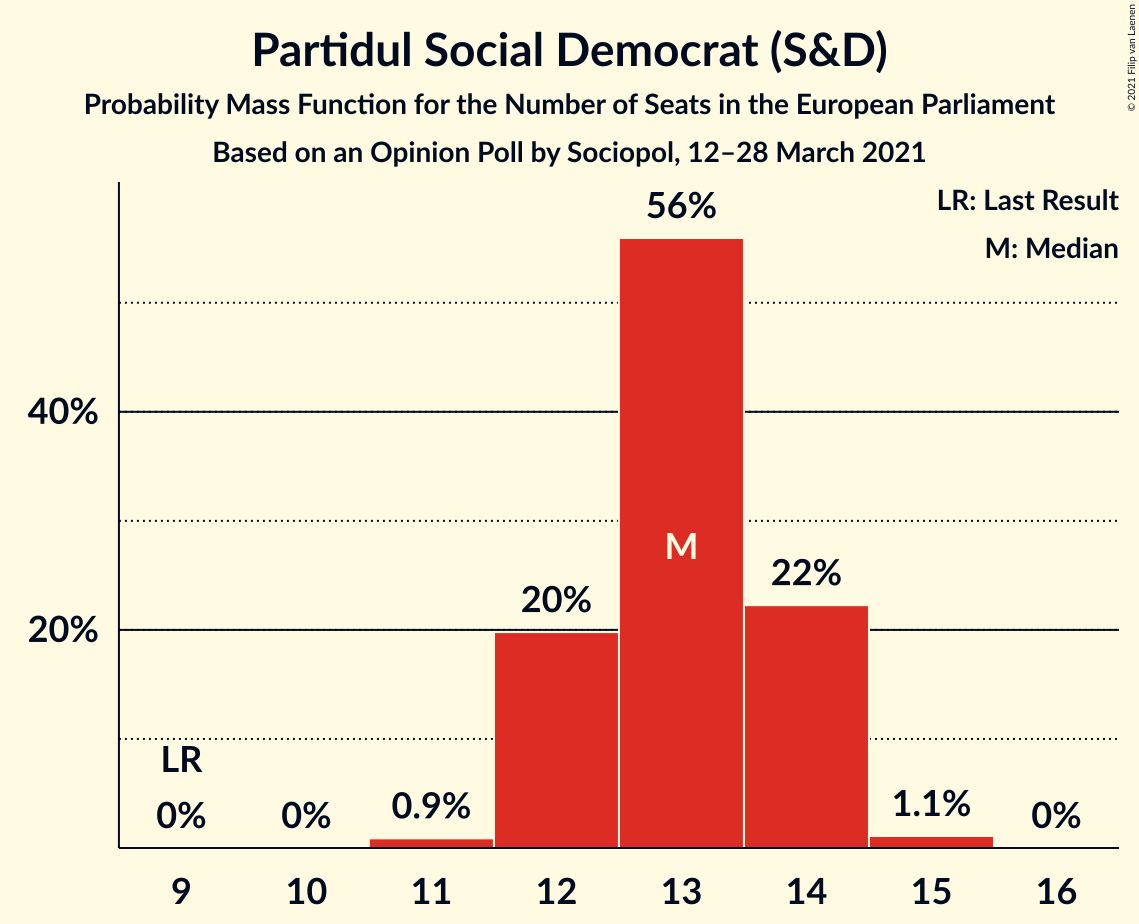 Partidul Social Democrat (S&D)
Probability Mass Function for the Number of Seats in the European Parliament
Based on an Opinion Poll by Sociopol, 12–28 March 2021
© 2021 Filip van Laenen
LR: Last Result
M: Median
56%
40%
M
22%
20%
20%
LR
0%
0%
0.9%
1.1%
0%
9 10 11 12 13 14 15 16